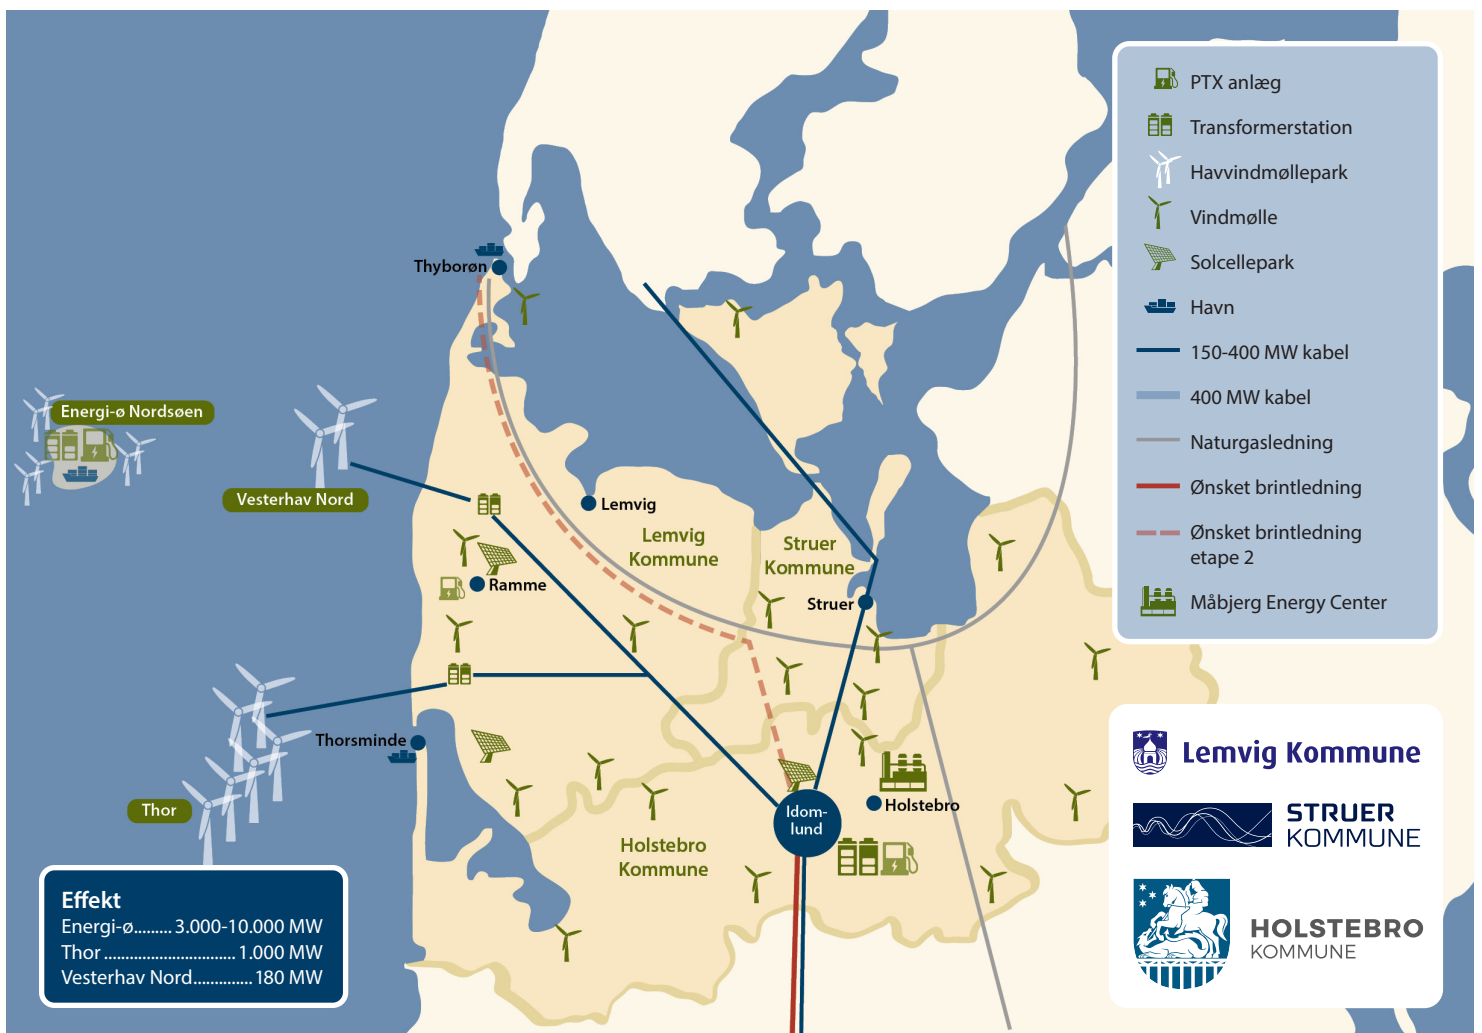 PTX anlæg
Transformerstation
Havvindmøllepark
Vindmølle
Solcellepark
Havn
150-400 MW kabel
400 MW kabel
Naturgasledning
Ønsket brintledning
Ønsket brintledning
etape 2
Måbjerg Energy Center
Thyborøn
Energi-ø Nordsøen
Vesterhav Nord
Lemvig
Lemvig
Kommune
Struer
Kommune
Ramme
Struer
Thorsminde
Thor
Idom-
lund
Holstebro
Holstebro
Kommune
Effekt
Energi-ø......... 3.000-10.000 MW
Thor ............................... 1.000 MW
Vesterhav Nord.............. 180 MW
Lemvig Kommune
STRUER
KOMMUNE
HOLSTEBRO
KOMMUNE